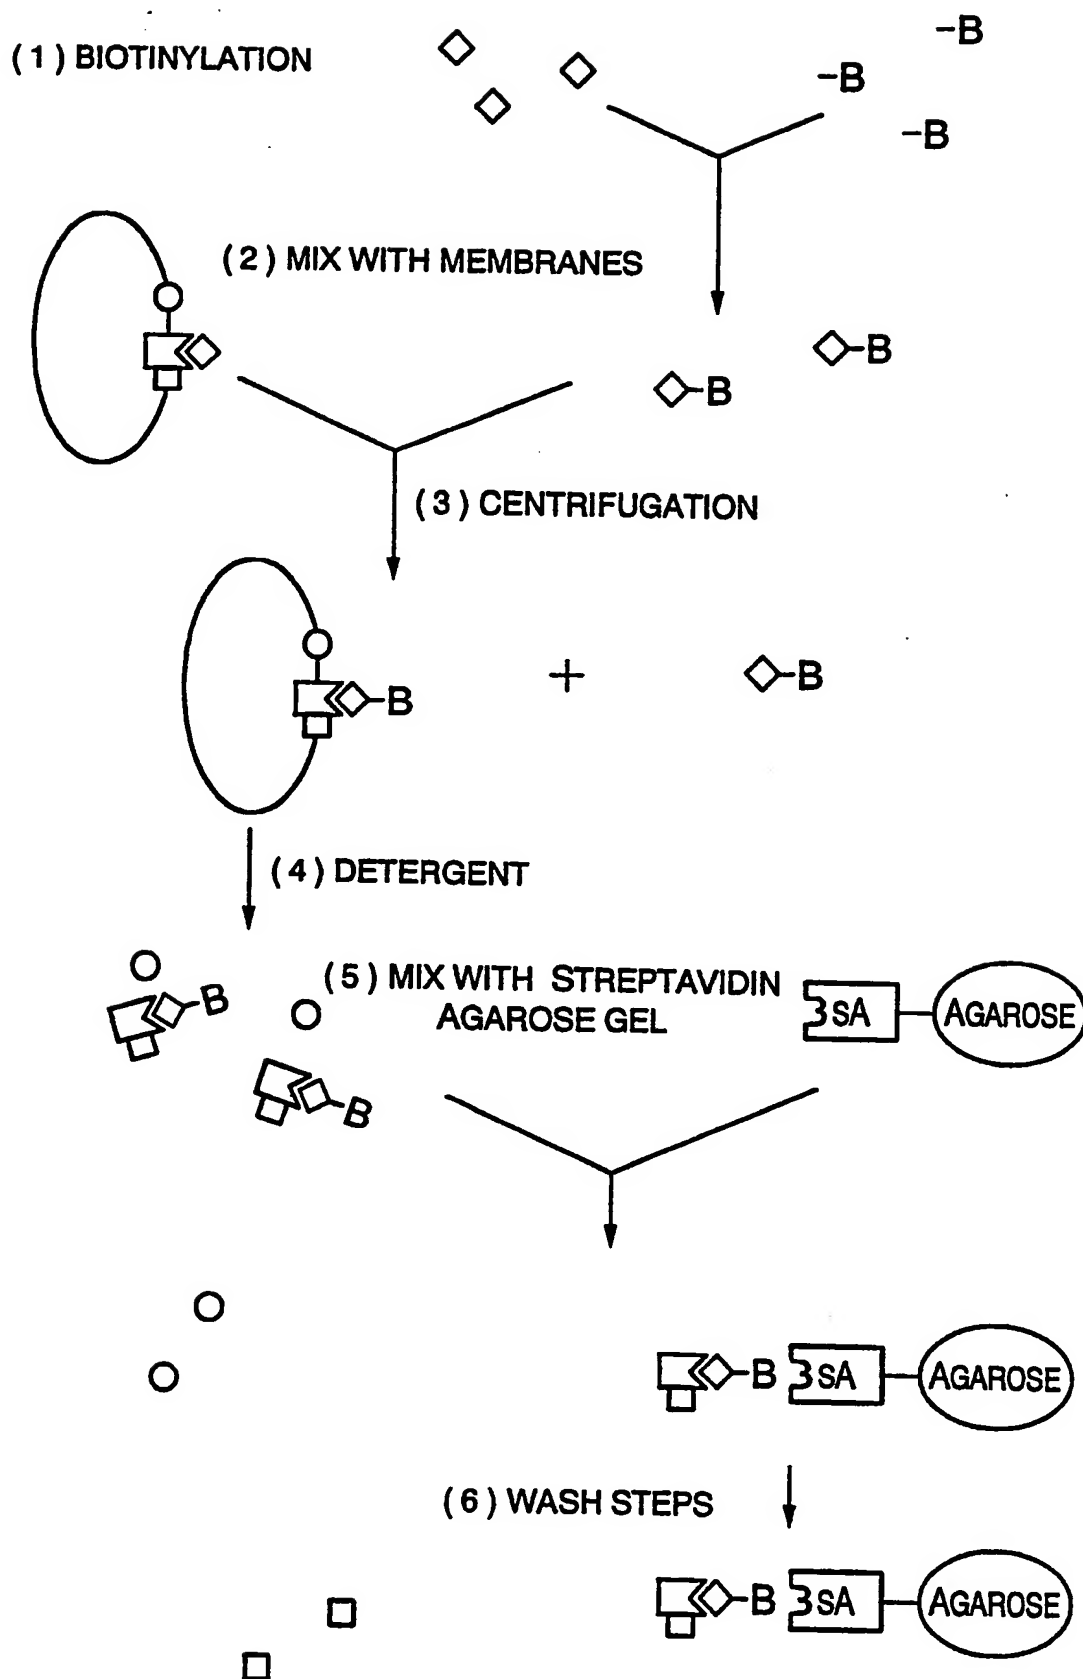 (1) BIOTINYLATION
-B
-B
-B
(2) MIX WITH MEMBRANES
B
B
(3) CENTRIFUGATION
B
+
B
(4) DETERGENT
B
B
(5) MIX WITH STREPTAVIDIN
AGAROSE GEL
SA
AGAROSE
B
SA
AGAROSE
(6) WASH STEPS
B
SA
AGAROSE